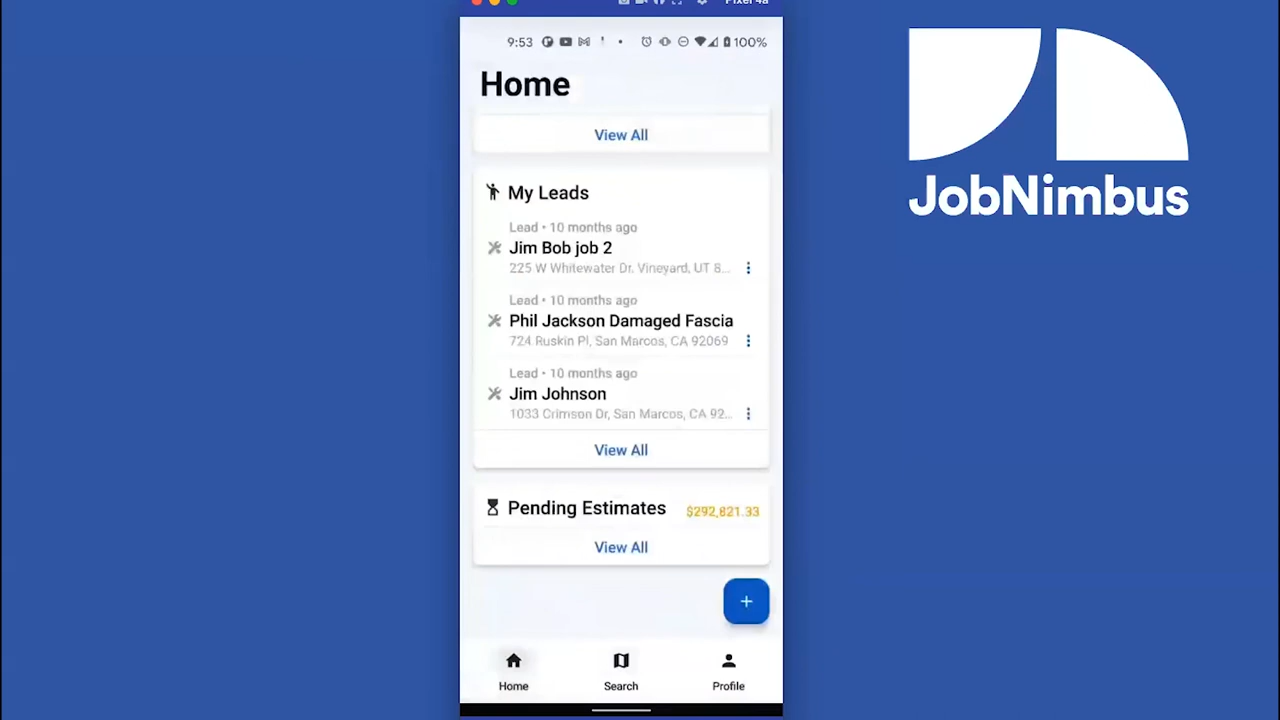 Pixel 4a
9:53
100%
Home
View All
My Leads
Lead • 10 months ago
Jim Bob job 2
225 W Whitewater Dr. Vineyard, UT 8...
Lead • 10 months ago
Phil Jackson Damaged Fascia
724 Ruskin Pl, San Marcos, CA 92069
Lead • 10 months ago
Jim Johnson
1033 Crimson Dr, San Marcos, CA 92...
View All
Pending Estimates
$292,821.33
View All
+
Home
Search
Profile
JobNimbus